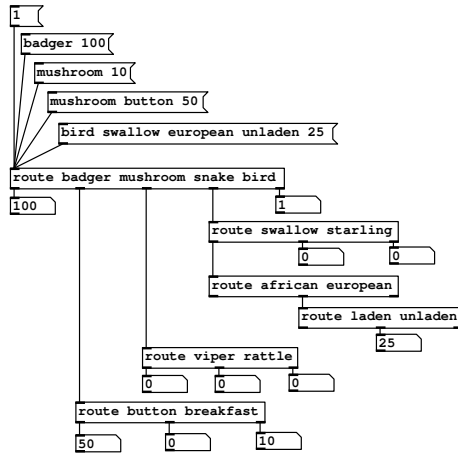 1
badger 100
mushroom 10
mushroom button 50
bird swallow european unladen 25
route badger mushroom snake bird
100
1
route swallow starling
0
0
route african european
route laden unladen
25
route viper rattle
0
0
0
route button breakfast
50
0
10